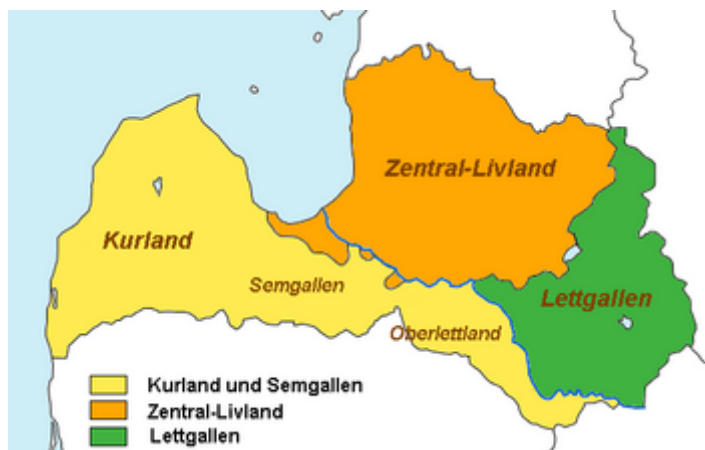 Zentral-Livland
Kurland
Semgallen
Lettgallen
Oberlettland
Kurland und Semgallen
Zentral-Livland
Lettgallen